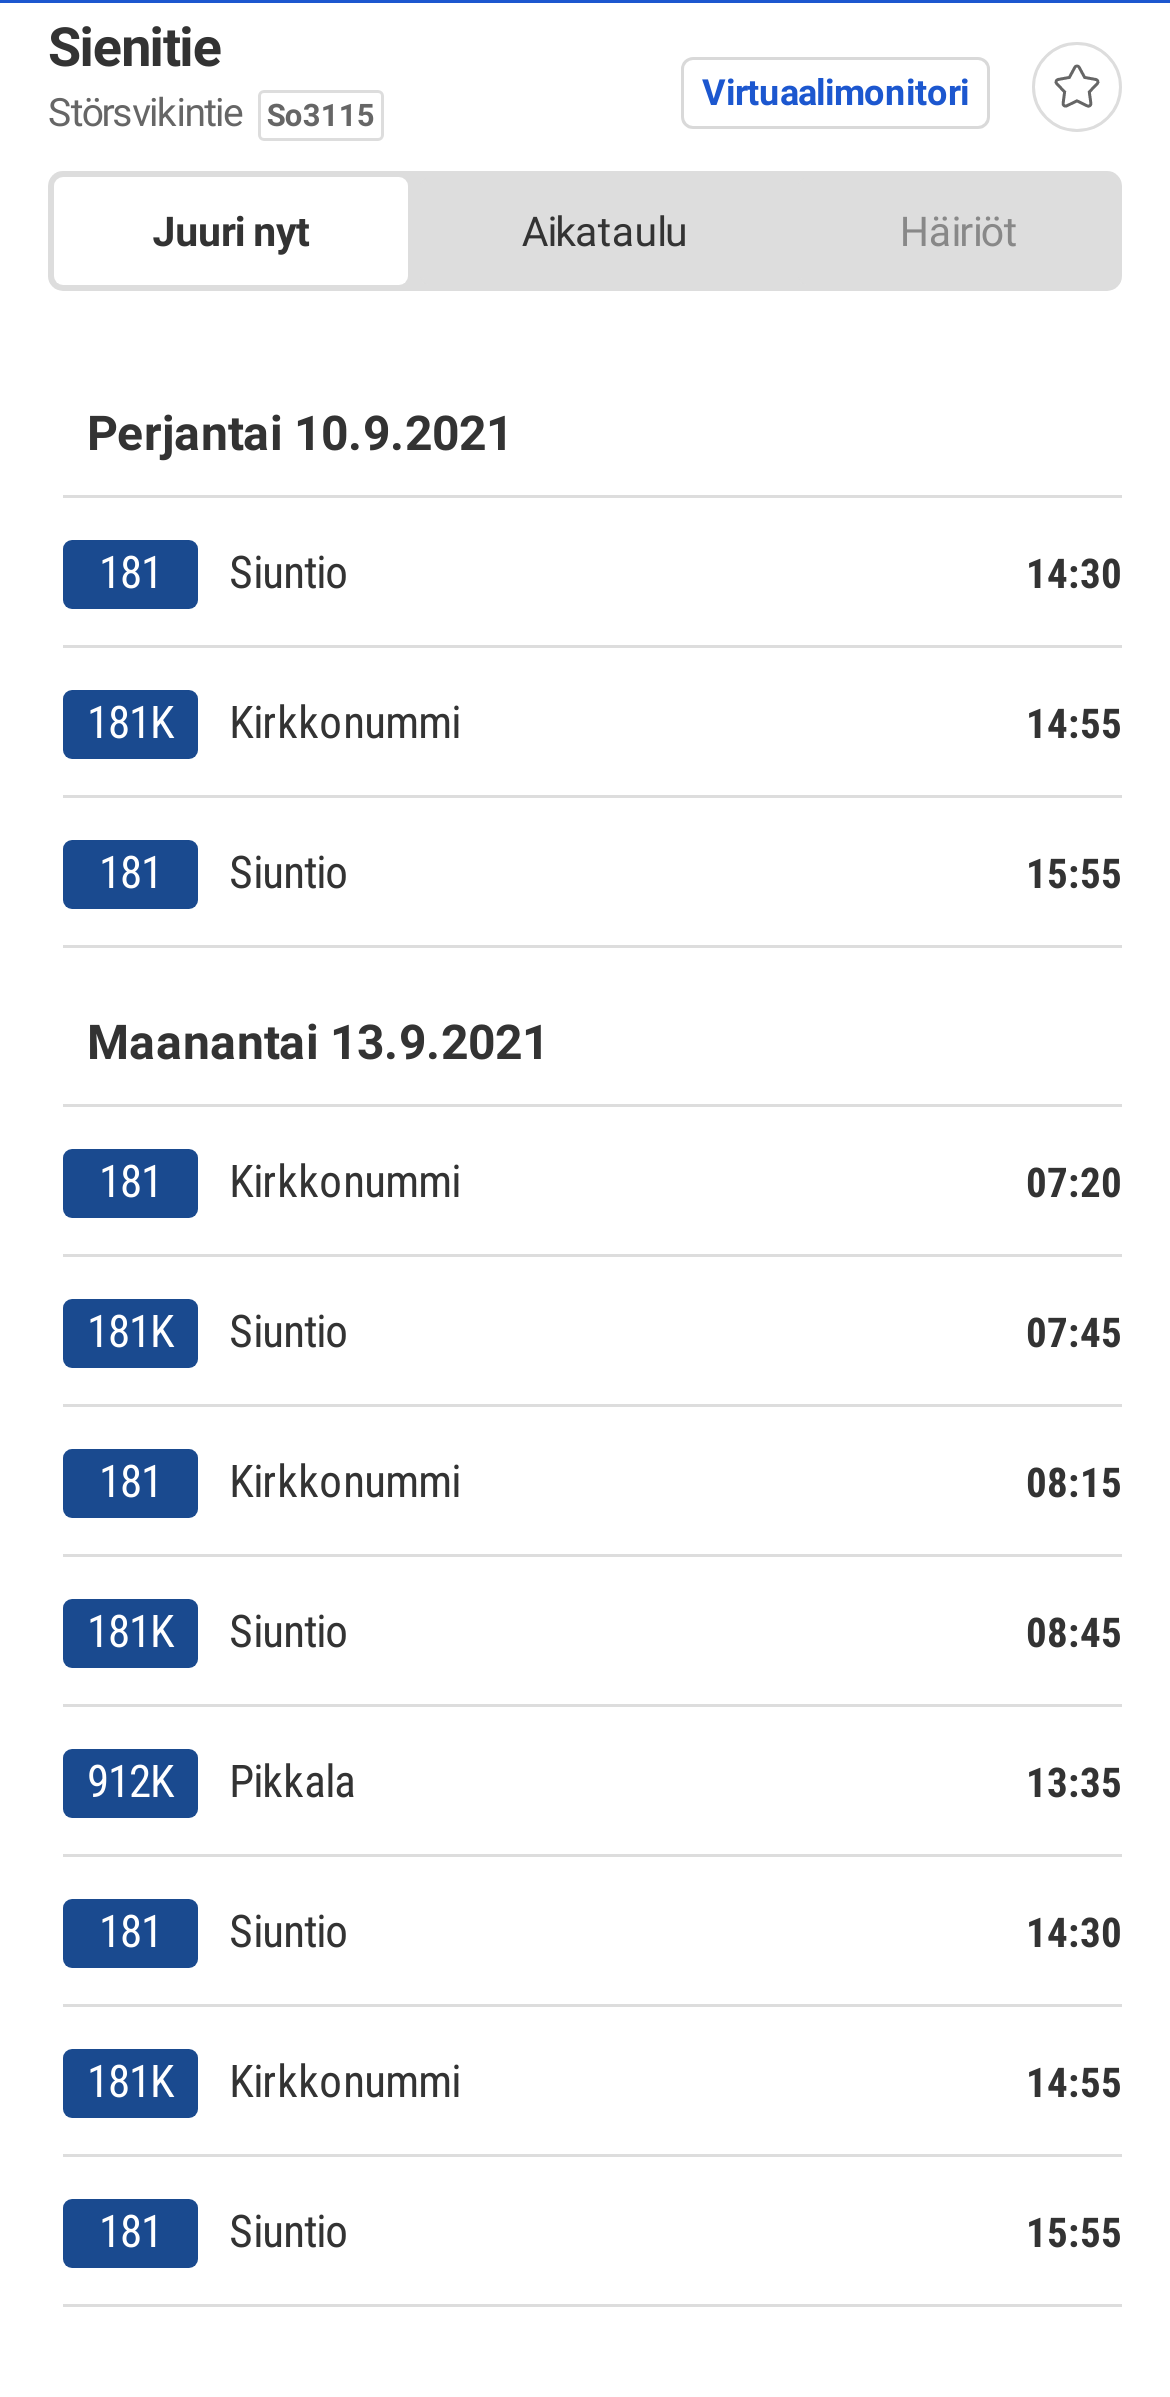 Sienitie
Störsvikintie So3115
Virtuaalimonitori
Juuri nyt Aikataulu Häiriöt
Perjantai 10.9.2021
181 Siuntio 14:30
181K Kirkkonummi 14:55
181 Siuntio 15:55
Maanantai 13.9.2021
181 Kirkkonummi 07:20
181K Siuntio 07:45
181 Kirkkonummi 08:15
181K Siuntio 08:45
912K Pikkala 13:35
181 Siuntio 14:30
181K Kirkkonummi 14:55
181 Siuntio 15:55